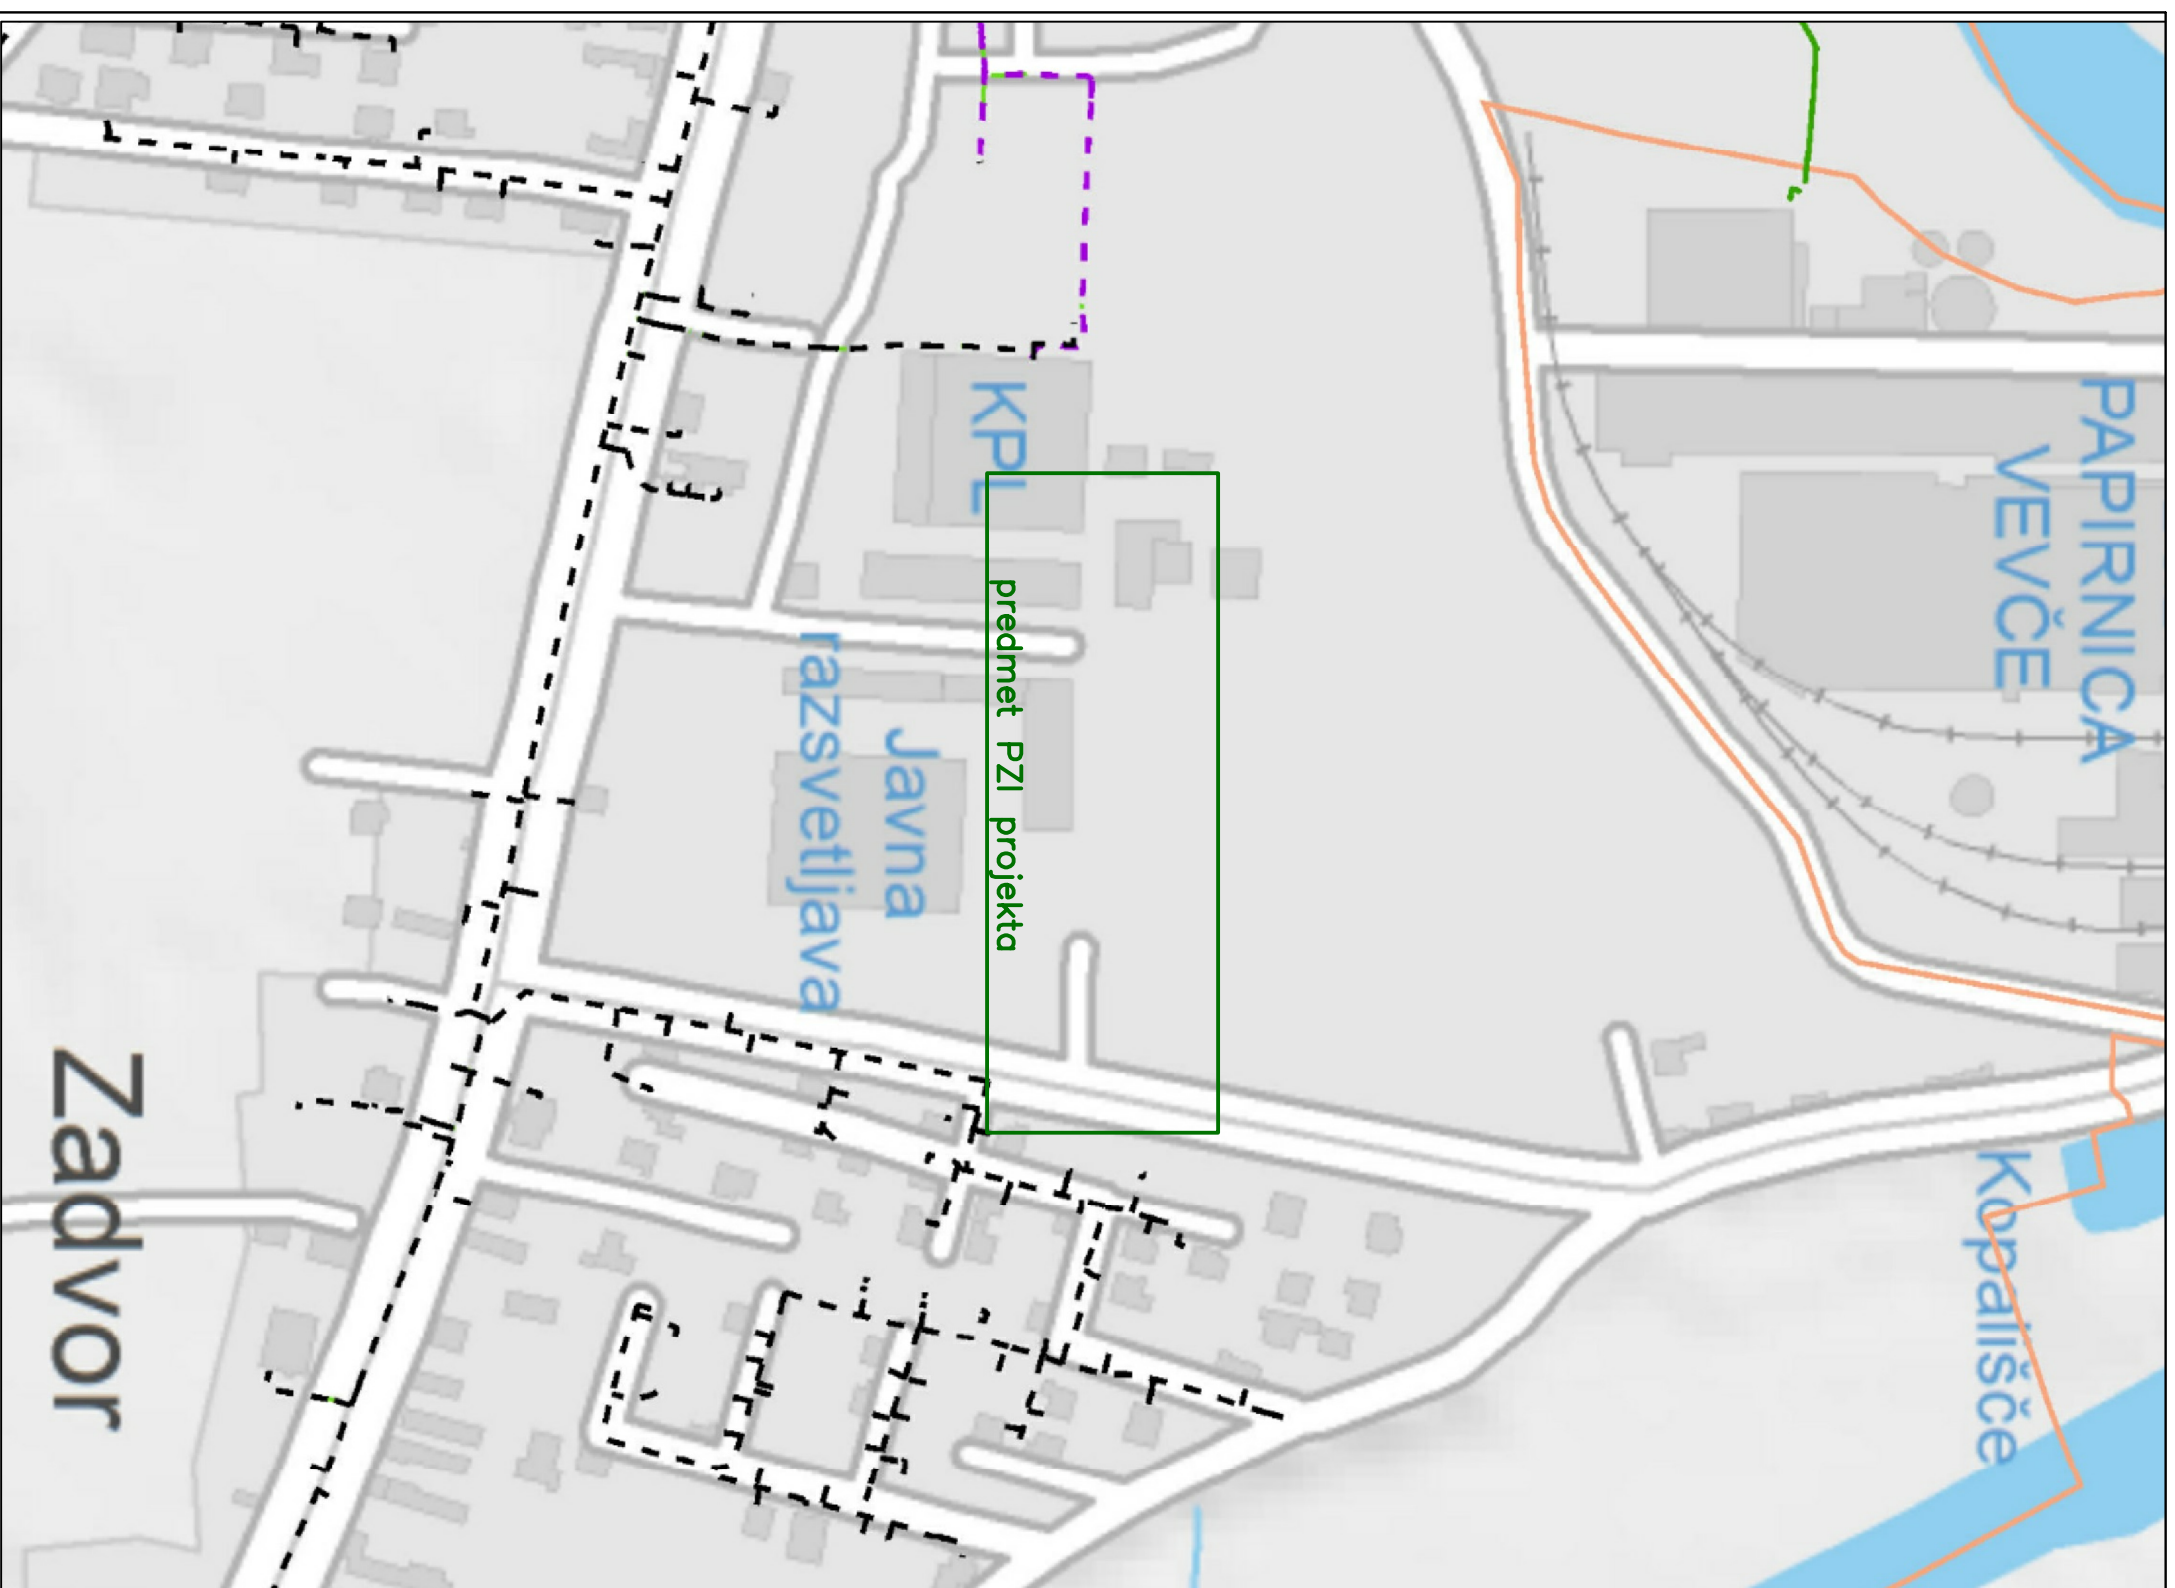 PAPIRNICA
VEVČE
KPL
predmet PZI projekta
Javna
razsvetljava
Kopališče
Zadvor